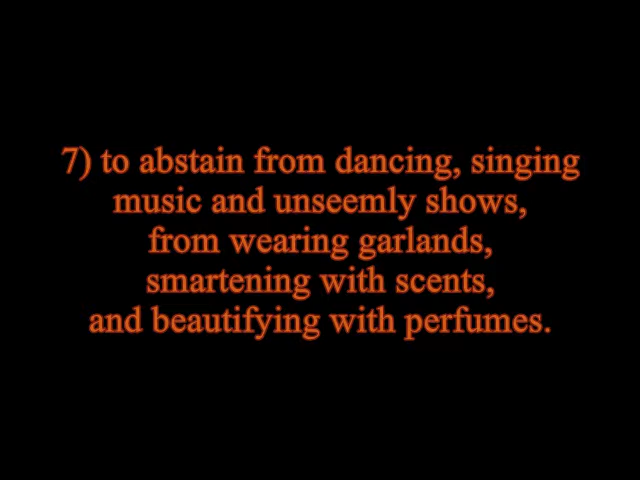 7) to abstain from dancing, singing
music and unseemly shows,
from wearing garlands,
smartening with scents,
and beautifying with perfumes.